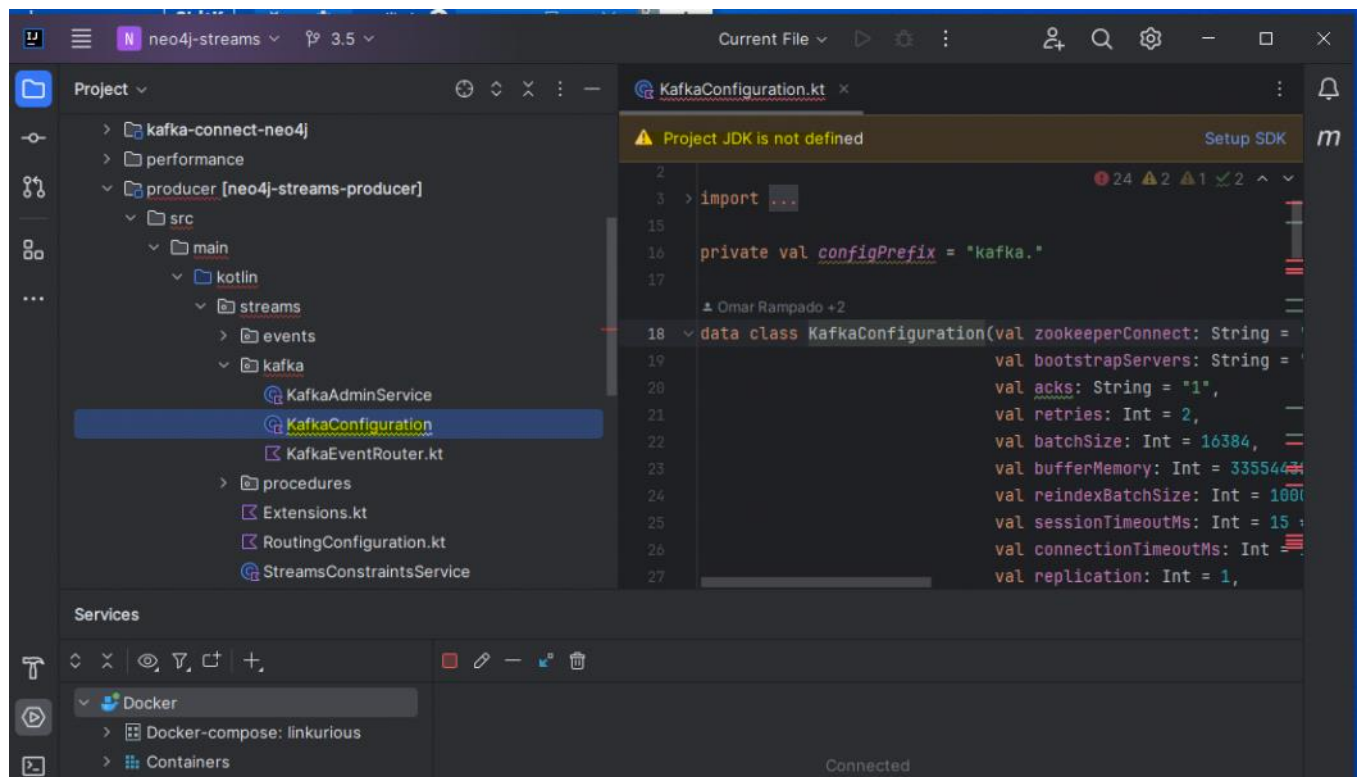 N neo4j-streams
3.5
Current File
Project
KafkaConfiguration.kt
kafka-connect-neo4j
performance
producer [neo4j-streams-producer]
src
main
kotlin
streams
events
kafka
KafkaAdminService
KafkaConfiguration
KafkaEventRouter.kt
procedures
Extensions.kt
RoutingConfiguration.kt
StreamsConstraintsService
Project JDK is not defined
Setup SDK
24 2 1 2
2
3 import ...
15
16 private val configPrefix = "kafka."
17
Omar Rampado +2
18 data class KafkaConfiguration(val zookeeperConnect: String = "
19 val bootstrapServers: String = "
20 val acks: String = "1",
21 val retries: Int = 2,
22 val batchSize: Int = 16384,
23 val bufferMemory: Int =
24 val reindexBatchSize: Int =
25 val sessionTimeoutMs: Int = 15
26 val connectionTimeoutMs: Int =
27 val replication: Int = 1,
Services
Docker
Docker-compose: linkurious
Containers
Connected
m